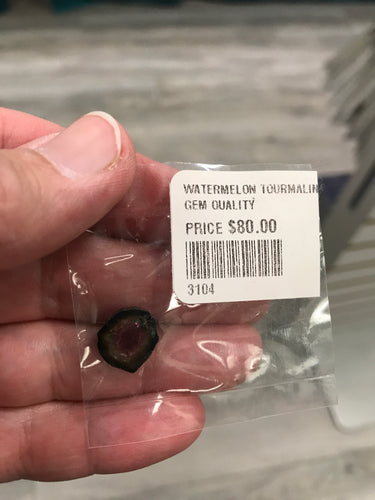 WATERMELON TOURMALIN
GEM QUALITY
PRICE $80.00
3104